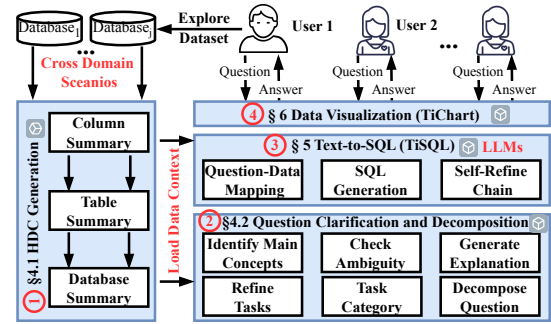 Database1
Databasej
...
Explore
Dataset
User 1
User 2
...
Cross Domain
Sceanios
Question
Answer
Question
Answer
Question
Answer
④ § 6 Data Visualization (TiChart)
③ § 5 Text-to-SQL (TiSQL) LLMs
Question-Data
Mapping
SQL
Generation
Self-Refine
Chain
② §4.2 Question Clarification and Decomposition
Identify Main
Concepts
Check
Ambiguity
Generate
Explanation
Refine
Tasks
Task
Category
Decompose
Question
① §4.1 HDC Generation
Column
Summary
Table
Summary
Database
Summary
Load Data Context